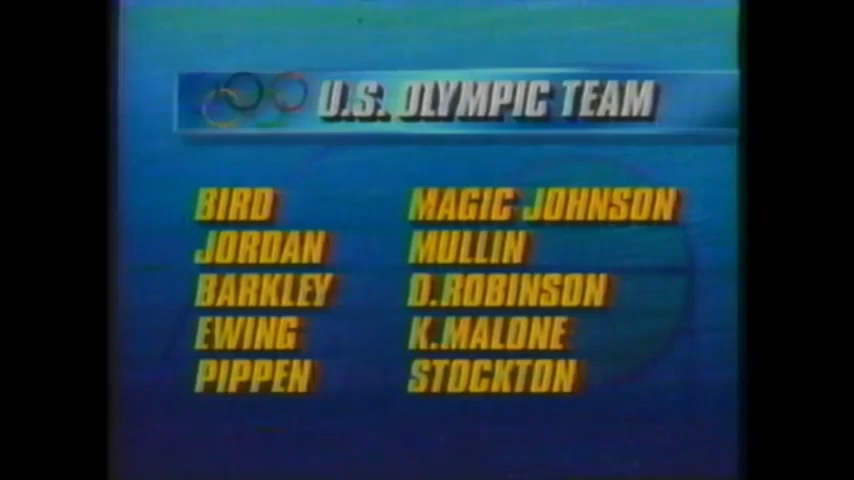 U.S. OLYMPIC TEAM
BIRD
JORDAN
BARKLEY
EWING
PIPPEN
MAGIC JOHNSON
MULLIN
D.ROBINSON
K.MALONE
STOCKTON